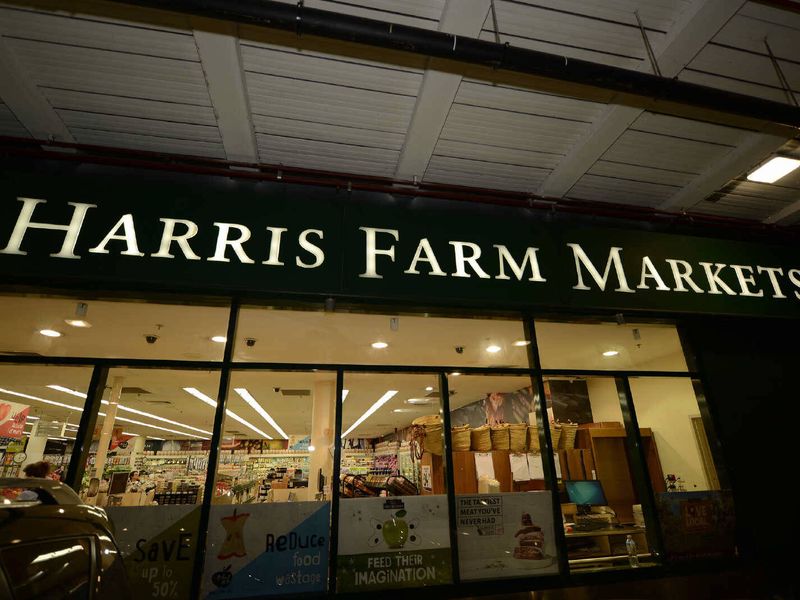 HARRIS FARM MARKETS
SAVE
up to
50%
ReDuce
food
waStage
FEED THEIR
IMAGINATION
THE TASTIEST
MEAT YOU'VE
NEVER HAD